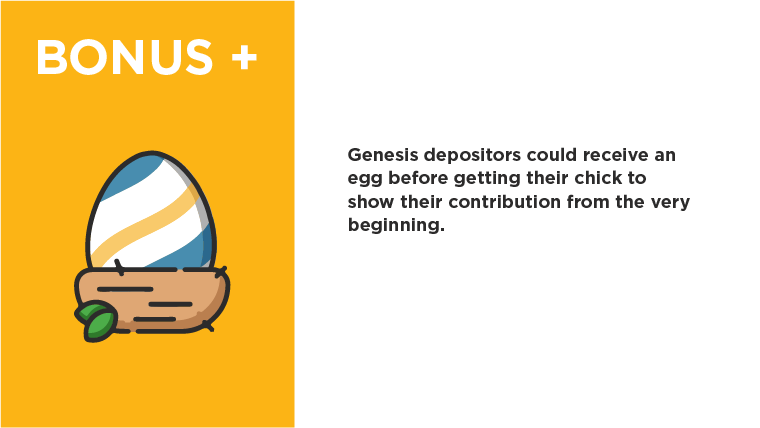 BONUS +
Genesis depositors could receive an
egg before getting their chick to
show their contribution from the very
beginning.